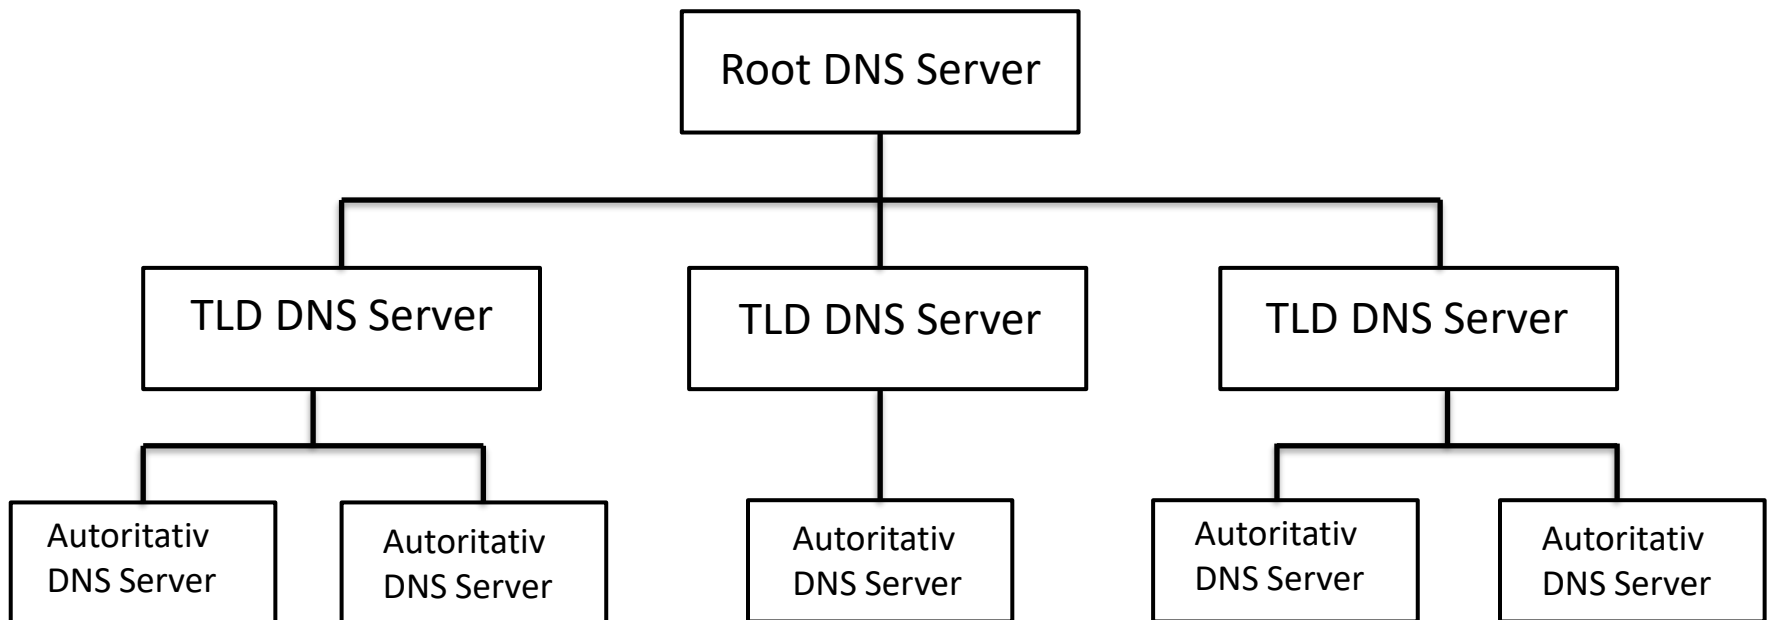 Root DNS Server
TLD DNS Server
TLD DNS Server
TLD DNS Server
Autoritativ
DNS Server
Autoritativ
DNS Server
Autoritativ
DNS Server
Autoritativ
DNS Server
Autoritativ
DNS Server